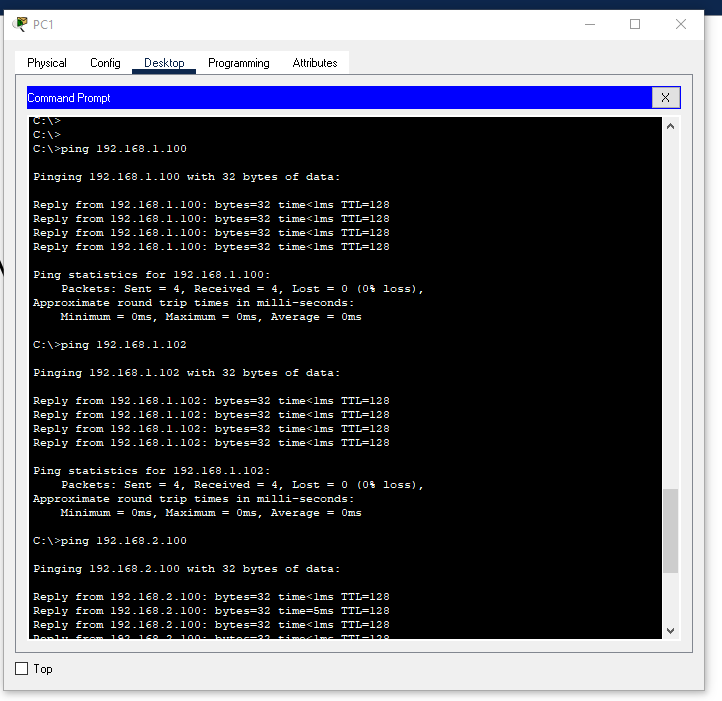 PC1
Physical Config Desktop Programming Attributes
Command Prompt X
C:\>
C:\>
C:\>ping 192.168.1.100
Pinging 192.168.1.100 with 32 bytes of data:
Reply from 192.168.1.100: bytes=32 time<1ms TTL=128
Reply from 192.168.1.100: bytes=32 time<1ms TTL=128
Reply from 192.168.1.100: bytes=32 time<1ms TTL=128
Reply from 192.168.1.100: bytes=32 time<1ms TTL=128
Ping statistics for 192.168.1.100:
Packets: Sent = 4, Received = 4, Lost = 0 (0% loss),
Approximate round trip times in milli-seconds:
Minimum = 0ms, Maximum = 0ms, Average = 0ms
C:\>ping 192.168.1.102
Pinging 192.168.1.102 with 32 bytes of data:
Reply from 192.168.1.102: bytes=32 time<1ms TTL=128
Reply from 192.168.1.102: bytes=32 time<1ms TTL=128
Reply from 192.168.1.102: bytes=32 time<1ms TTL=128
Reply from 192.168.1.102: bytes=32 time<1ms TTL=128
Ping statistics for 192.168.1.102:
Packets: Sent = 4, Received = 4, Lost = 0 (0% loss),
Approximate round trip times in milli-seconds:
Minimum = 0ms, Maximum = 0ms, Average = 0ms
C:\>ping 192.168.2.100
Pinging 192.168.2.100 with 32 bytes of data:
Reply from 192.168.2.100: bytes=32 time<1ms TTL=128
Reply from 192.168.2.100: bytes=32 time=5ms TTL=128
Reply from 192.168.2.100: bytes=32 time<1ms TTL=128
Reply from 192.168.2.100: bytes=32 time<1ms TTL=128
Top